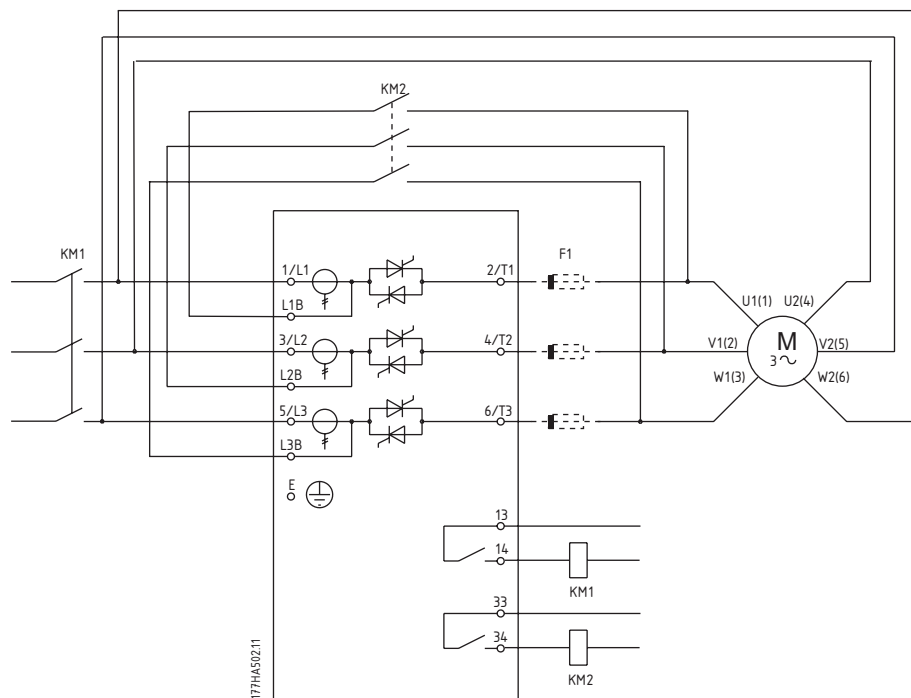 KM2
KM1
1/L1
2/T1
F1
L1B
U1(1) U2(4)
3/L2
4/T2
V1(2)
M
V2(5)
3~
L2B
W1(3)
W2(6)
5/L3
6/T3
L3B
E
13
14
KM1
33
34
KM2
177HA502.11